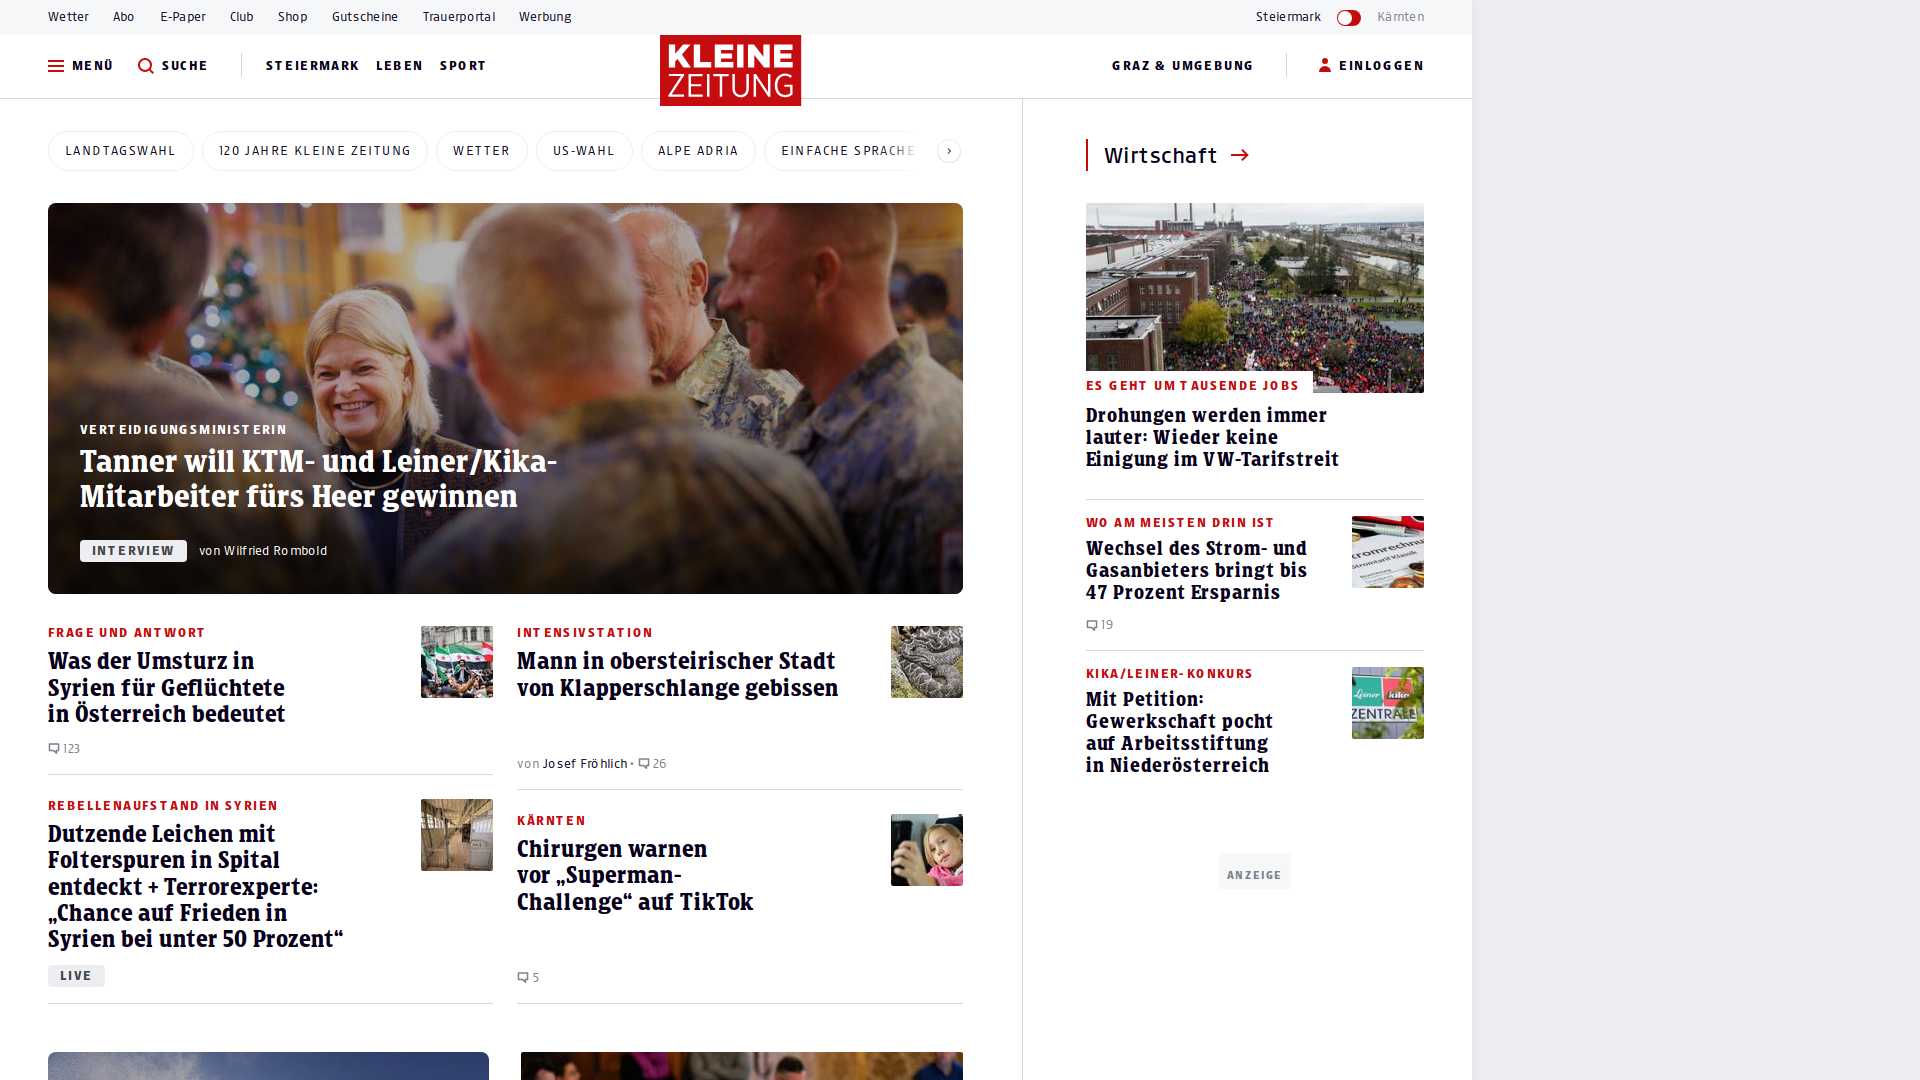 Wetter Abo E-Paper Club Shop Gutscheine Trauerportal Werbung
Steiermark Kärnten
MENÜ SUCHE STEIERMARK LEBEN SPORT
KLEINE
ZEITUNG
GRAZ & UMGEBUNG EINLOGGEN
LANDTAGSWAHL 120 JAHRE KLEINE ZEITUNG WETTER US-WAHL ALPE ADRIA EINFACHE SPRACHE
VERTEIDIGUNGSMINISTERIN
Tanner will KTM- und Leiner/Kika-
Mitarbeiter fürs Heer gewinnen
INTERVIEW von Wilfried Rombold
FRAGE UND ANTWORT
Was der Umsturz in
Syrien für Geflüchtete
in Österreich bedeutet
123
REBELLENAUFSTAND IN SYRIEN
Dutzende Leichen mit
Folterspuren in Spital
entdeckt + Terrorexperte:
„Chance auf Frieden in
Syrien bei unter 50 Prozent“
LIVE
INTENSIVSTATION
Mann in obersteirischer Stadt
von Klapperschlange gebissen
von Josef Fröhlich • 26
KÄRNTEN
Chirurgen warnen
vor „Superman-
Challenge“ auf TikTok
5
Wirtschaft
ES GEHT UM TAUSENDE JOBS
Drohungen werden immer
lauter: Wieder keine
Einigung im VW-Tarifstreit
WO AM MEISTEN DRIN IST
Wechsel des Strom- und
Gasanbieters bringt bis
47 Prozent Ersparnis
19
KIKA/LEINER-KONKURS
Mit Petition:
Gewerkschaft pocht
auf Arbeitsstiftung
in Niederösterreich
Leiner kika
ZENTRALE
ANZEIGE